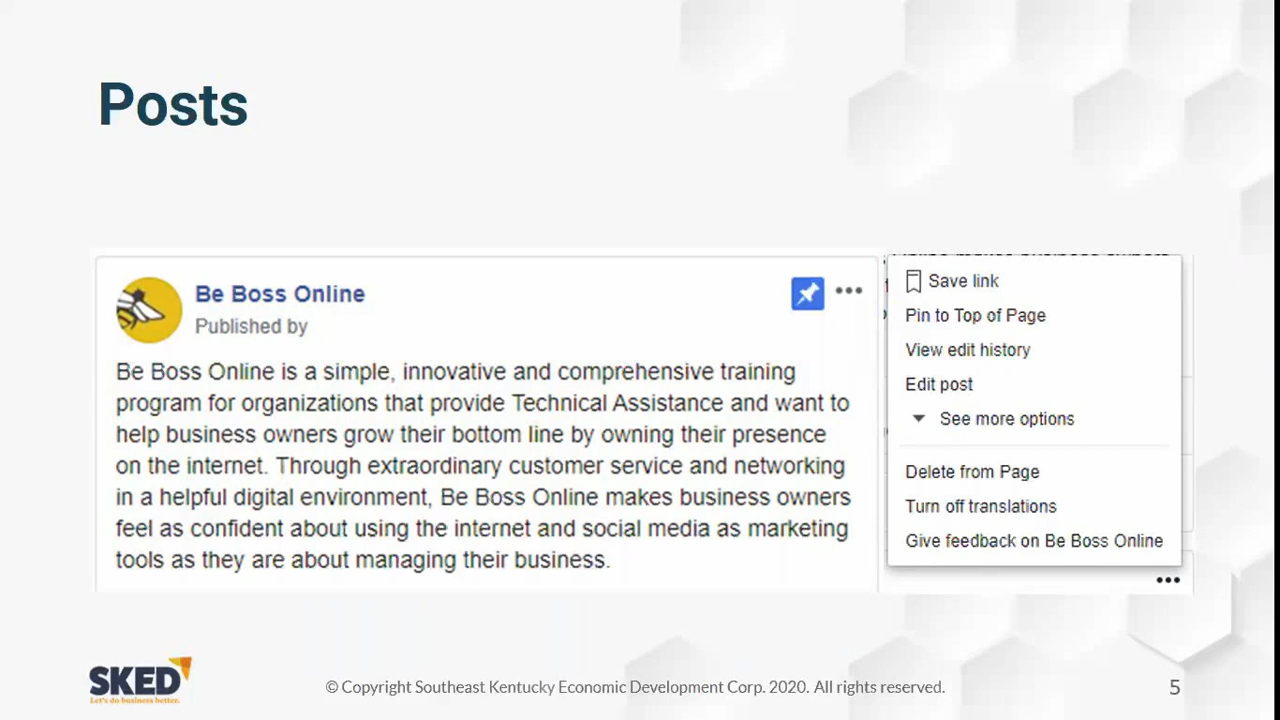 Posts
Be Boss Online
Published by
Be Boss Online is a simple, innovative and comprehensive training
program for organizations that provide Technical Assistance and want to
help business owners grow their bottom line by owning their presence
on the internet. Through extraordinary customer service and networking
in a helpful digital environment, Be Boss Online makes business owners
feel as confident about using the internet and social media as marketing
tools as they are about managing their business.
Save link
Pin to Top of Page
View edit history
Edit post
See more options
Delete from Page
Turn off translations
Give feedback on Be Boss Online
SKED
Let's do business better.
© Copyright Southeast Kentucky Economic Development Corp. 2020. All rights reserved.
5